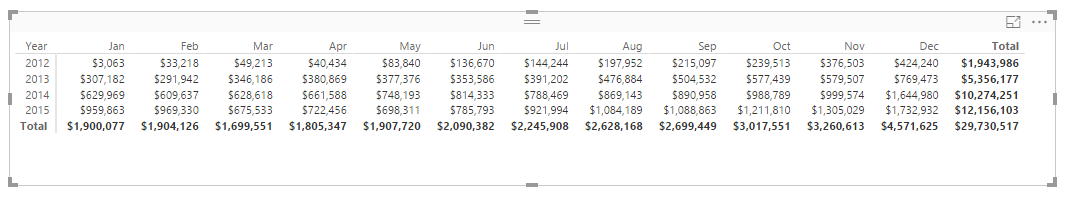 Year Jan Feb Mar Apr May Jun Jul Aug Sep Oct Nov Dec Total
2012 $3,063 $33,218 $49,213 $40,434 $83,840 $136,670 $144,244 $197,952 $215,097 $239,513 $376,503 $424,240 $1,943,986
2013 $307,182 $291,942 $346,186 $380,869 $377,376 $353,586 $391,202 $476,884 $504,532 $577,439 $579,507 $769,473 $5,356,177
2014 $629,969 $609,637 $628,618 $661,588 $748,193 $814,333 $788,469 $869,143 $890,958 $988,789 $999,574 $1,644,980 $10,274,251
2015 $959,863 $969,330 $675,533 $722,456 $698,311 $785,793 $921,994 $1,084,189 $1,088,863 $1,211,810 $1,305,029 $1,732,932 $12,156,103
Total $1,900,077 $1,904,126 $1,699,551 $1,805,347 $1,907,720 $2,090,382 $2,245,908 $2,628,168 $2,699,449 $3,017,551 $3,260,613 $4,571,625 $29,730,517